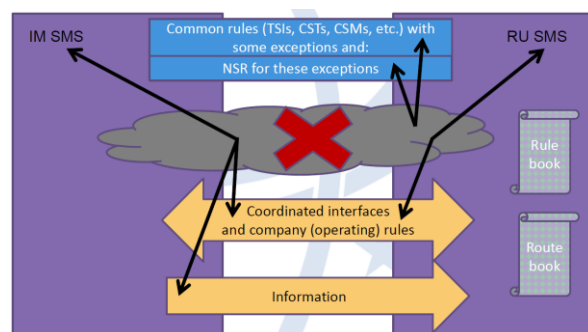 IM SMS
Common rules (TSIs, CSTs, CSMs, etc.) with
some exceptions and:
NSR for these exceptions
RU SMS
Rule
book
Coordinated interfaces
and company (operating) rules
Route
book
Information